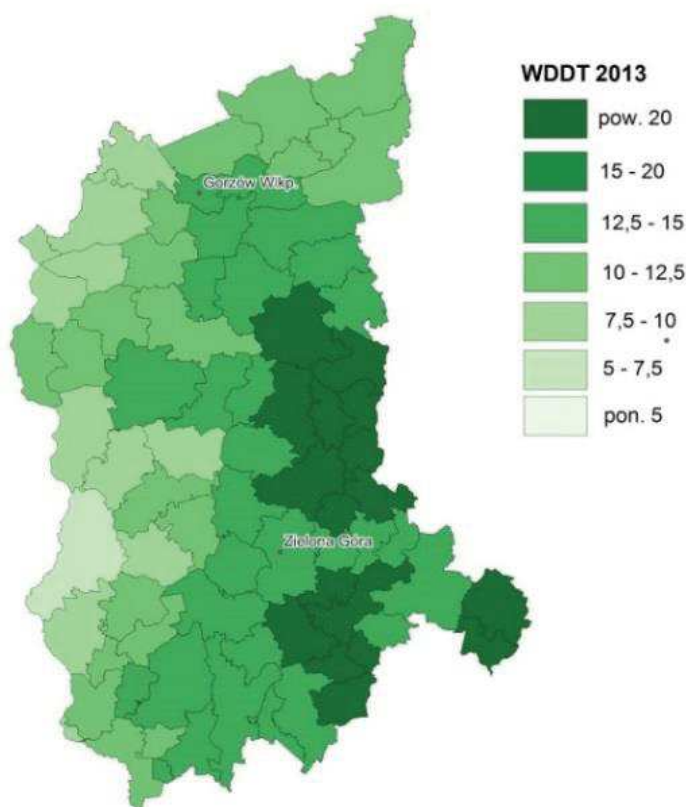 WDDT 2013
pow. 20
15 - 20
12,5 - 15
10 - 12,5
7,5 - 10
5 - 7,5
pon. 5
Gorzów Wlkp.
Zielona Góra